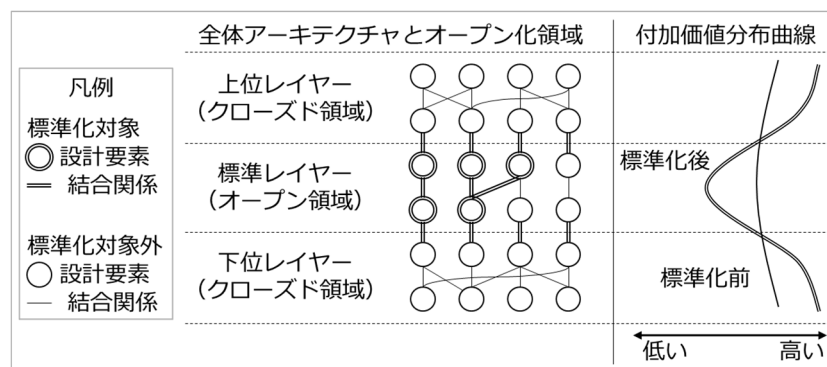 全体アーキテクチャとオープン化領域
付加価値分布曲線
凡例
標準化対象
設計要素
結合関係
標準化対象外
設計要素
結合関係
上位レイヤー
（クローズド領域）
標準レイヤー
（オープン領域）
下位レイヤー
（クローズド領域）
標準化後
標準化前
低い
高い